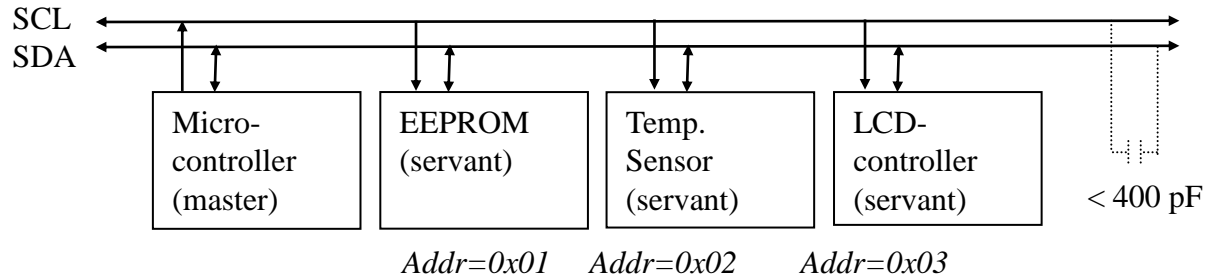 SCL
SDA
Micro-
controller
(master)
EEPROM
(servant)
Temp.
Sensor
(servant)
LCD-
controller
(servant)
< 400 pF
Addr=0x01
Addr=0x02
Addr=0x03